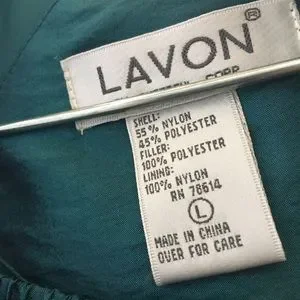 LAVON®
CORP.
SHELL:
55% NYLON
45% POLYESTER
FILLER:
100% POLYESTER
LINING:
100% NYLON
RN 78614
L
MADE IN CHINA
OVER FOR CARE